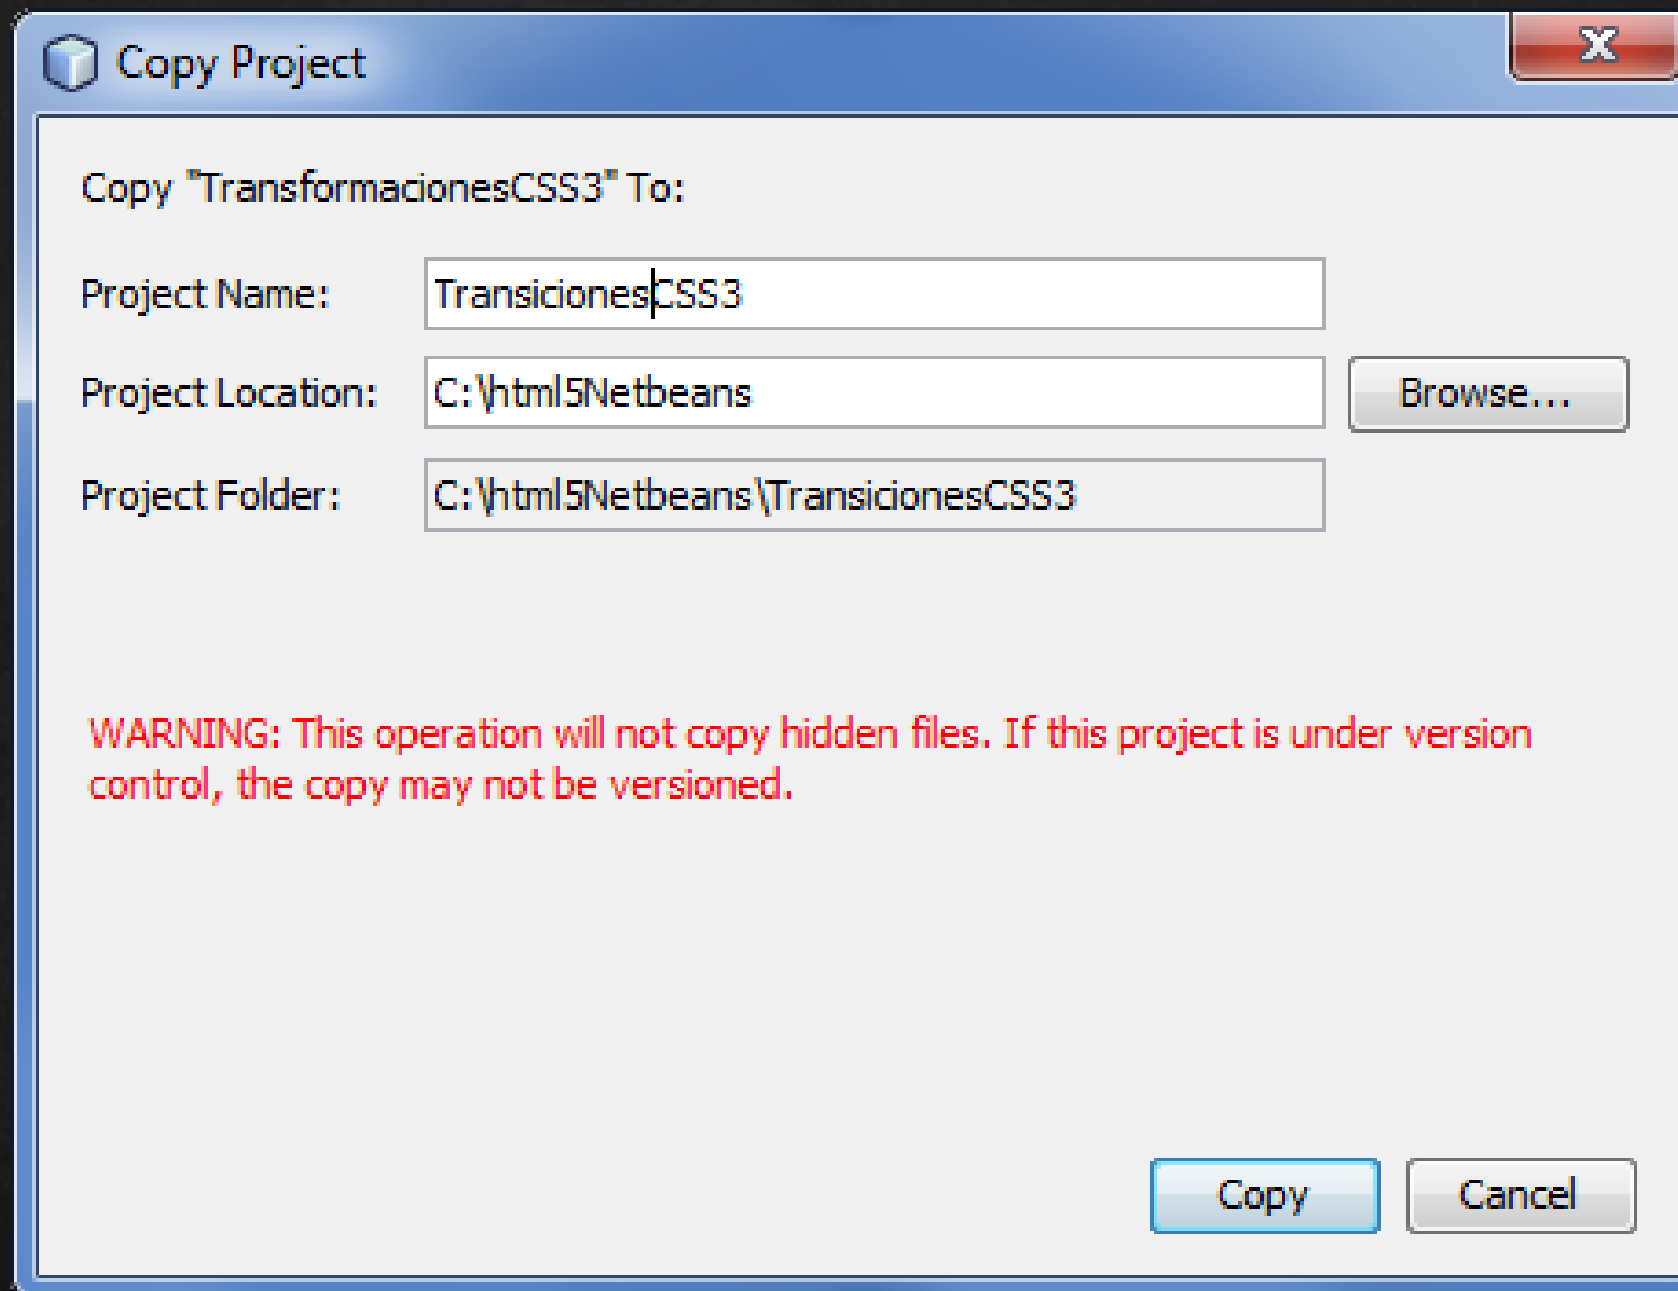 Copy Project
Copy "TransformacionesCSS3" To:
Project Name: TransicionesCSS3
Project Location: C:\html5Netbeans Browse...
Project Folder: C:\html5Netbeans\TransicionesCSS3
WARNING: This operation will not copy hidden files. If this project is under version
control, the copy may not be versioned.
Copy Cancel